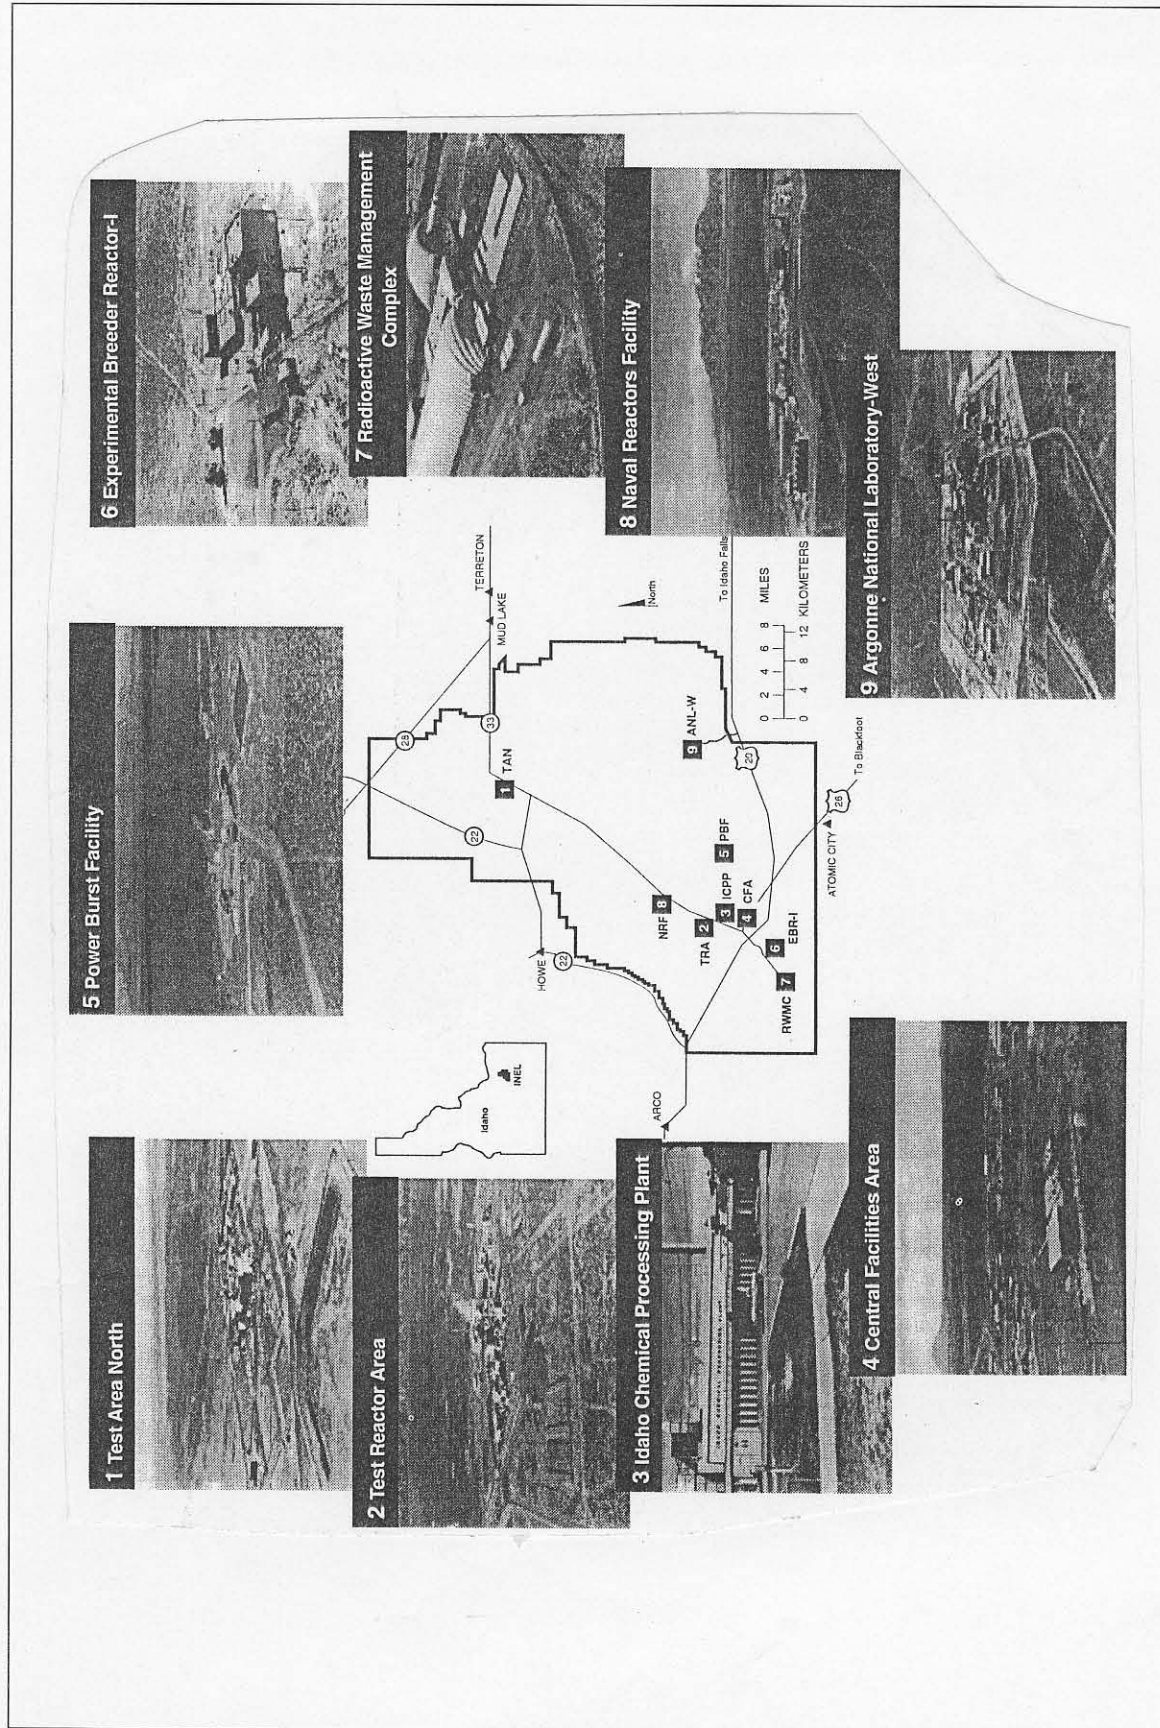 1 Test Area North
2 Test Reactor Area
3 Idaho Chemical Processing Plant
4 Central Facilities Area
5 Power Burst Facility
6 Experimental Breeder Reactor-I
7 Radioactive Waste Management
Complex
8 Naval Reactors Facility
9 Argonne National Laboratory-West
Idaho
INEL
ARCO
HOWE
22
22
28
33
MUD LAKE
TERRETON
1 TAN
NRF 8
TRA 2
3 ICPP
4 CFA
5 PBF
6 EBR-I
RWMC 7
9 ANL-W
20
26
ATOMIC CITY
To Blackfoot
To Idaho Falls
North
0 2 4 6 8 MILES
0 4 8 12 KILOMETERS